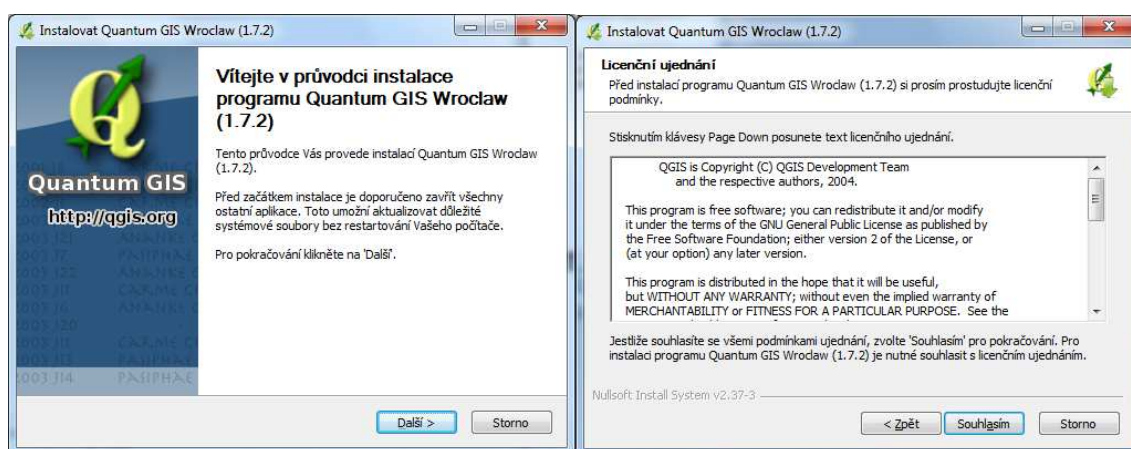 Instalovat Quantum GIS Wroclaw (1.7.2)
Quantum GIS
http://qgis.org
Vítejte v průvodci instalace
programu Quantum GIS Wroclaw
(1.7.2)
Tento průvodce Vás provede instalací Quantum GIS Wroclaw
(1.7.2).
Před začátkem instalace je doporučeno zavřít všechny
ostatní aplikace. Toto umožní aktualizovat důležité
systémové soubory bez restartování Vašeho počítače.
Pro pokračování klikněte na 'Další'.
Další >
Storno
Instalovat Quantum GIS Wroclaw (1.7.2)
Licenční ujednání
Před instalací programu Quantum GIS Wroclaw (1.7.2) si prosím prostudujte licenční
podmínky.
Stisknutím klávesy Page Down posunete text licenčního ujednání.
QGIS is Copyright (C) QGIS Development Team
and the respective authors, 2004.
This program is free software; you can redistribute it and/or modify
it under the terms of the GNU General Public License as published by
the Free Software Foundation; either version 2 of the License, or
(at your option) any later version.
This program is distributed in the hope that it will be useful,
but WITHOUT ANY WARRANTY; without even the implied warranty of
MERCHANTABILITY or FITNESS FOR A PARTICULAR PURPOSE. See the
Jestliže souhlasíte se všemi podmínkami ujednání, zvolte 'Souhlasím' pro pokračování. Pro
instalaci programu Quantum GIS Wroclaw (1.7.2) je nutné souhlasit s licenčním ujednáním.
Nullsoft Install System v2.37-3
< Zpět
Souhlasím
Storno